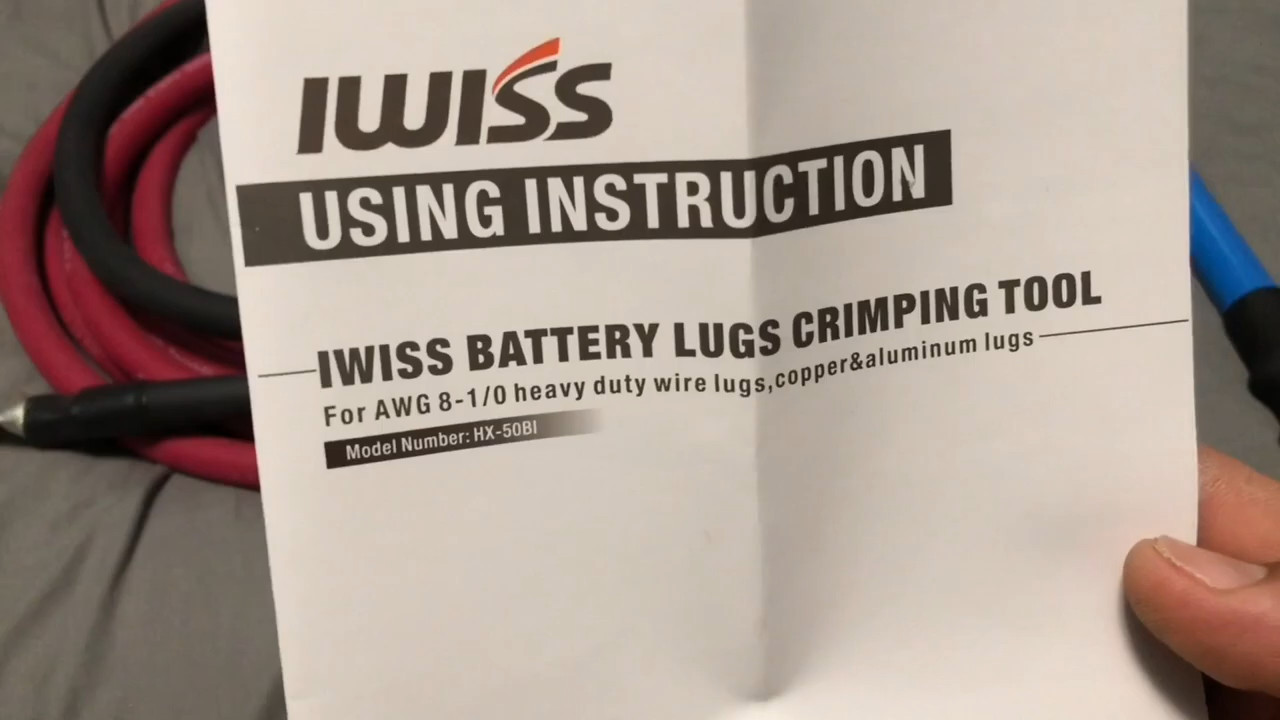 IWISS
USING INSTRUCTION
IWISS BATTERY LUGS CRIMPING TOOL
For AWG 8-1/0 heavy duty wire lugs,copper&aluminum lugs
Model Number: HX-50BI